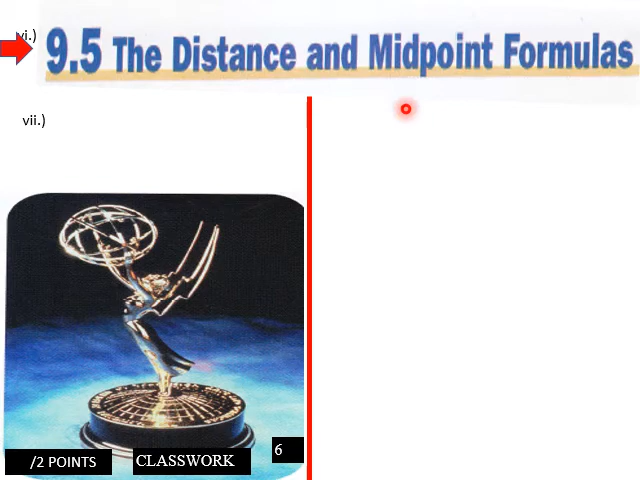 vi.)
9.5 The Distance and Midpoint Formulas
vii.)
/2 POINTS
CLASSWORK
6